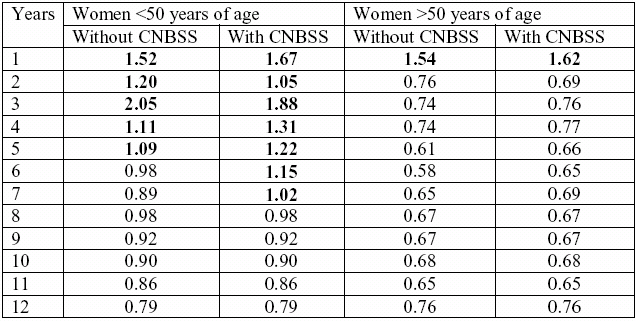 Years Women <50 years of age Women >50 years of age
Without CNBSS With CNBSS Without CNBSS With CNBSS
1 1.52 1.67 1.54 1.62
2 1.20 1.05 0.76 0.69
3 2.05 1.88 0.74 0.76
4 1.11 1.31 0.74 0.77
5 1.09 1.22 0.61 0.66
6 0.98 1.15 0.58 0.65
7 0.89 1.02 0.65 0.69
8 0.98 0.98 0.67 0.67
9 0.92 0.92 0.67 0.67
10 0.90 0.90 0.68 0.68
11 0.86 0.86 0.65 0.65
12 0.79 0.79 0.76 0.76